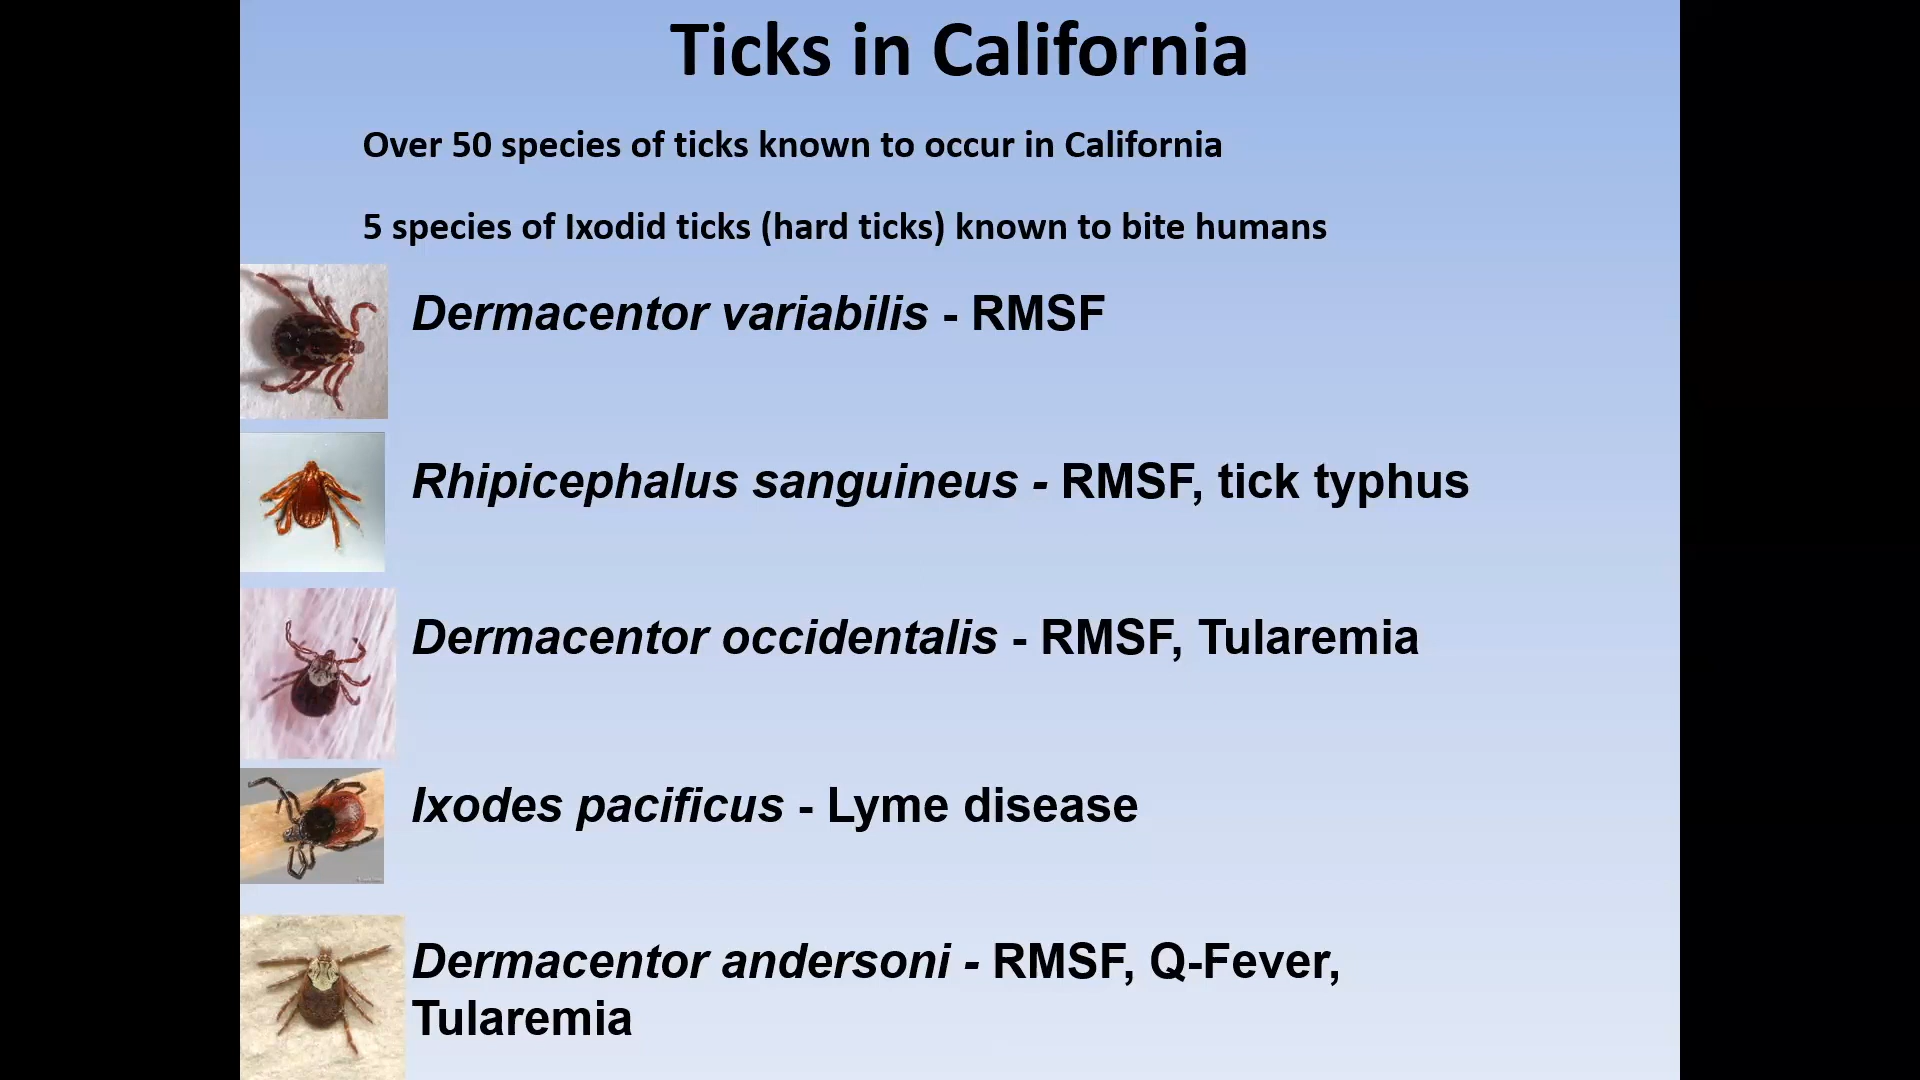 Ticks in California
Over 50 species of ticks known to occur in California
5 species of Ixodid ticks (hard ticks) known to bite humans
Dermacentor variabilis - RMSF
Rhipicephalus sanguineus - RMSF, tick typhus
Dermacentor occidentalis - RMSF, Tularemia
Ixodes pacificus - Lyme disease
Dermacentor andersoni - RMSF, Q-Fever,
Tularemia